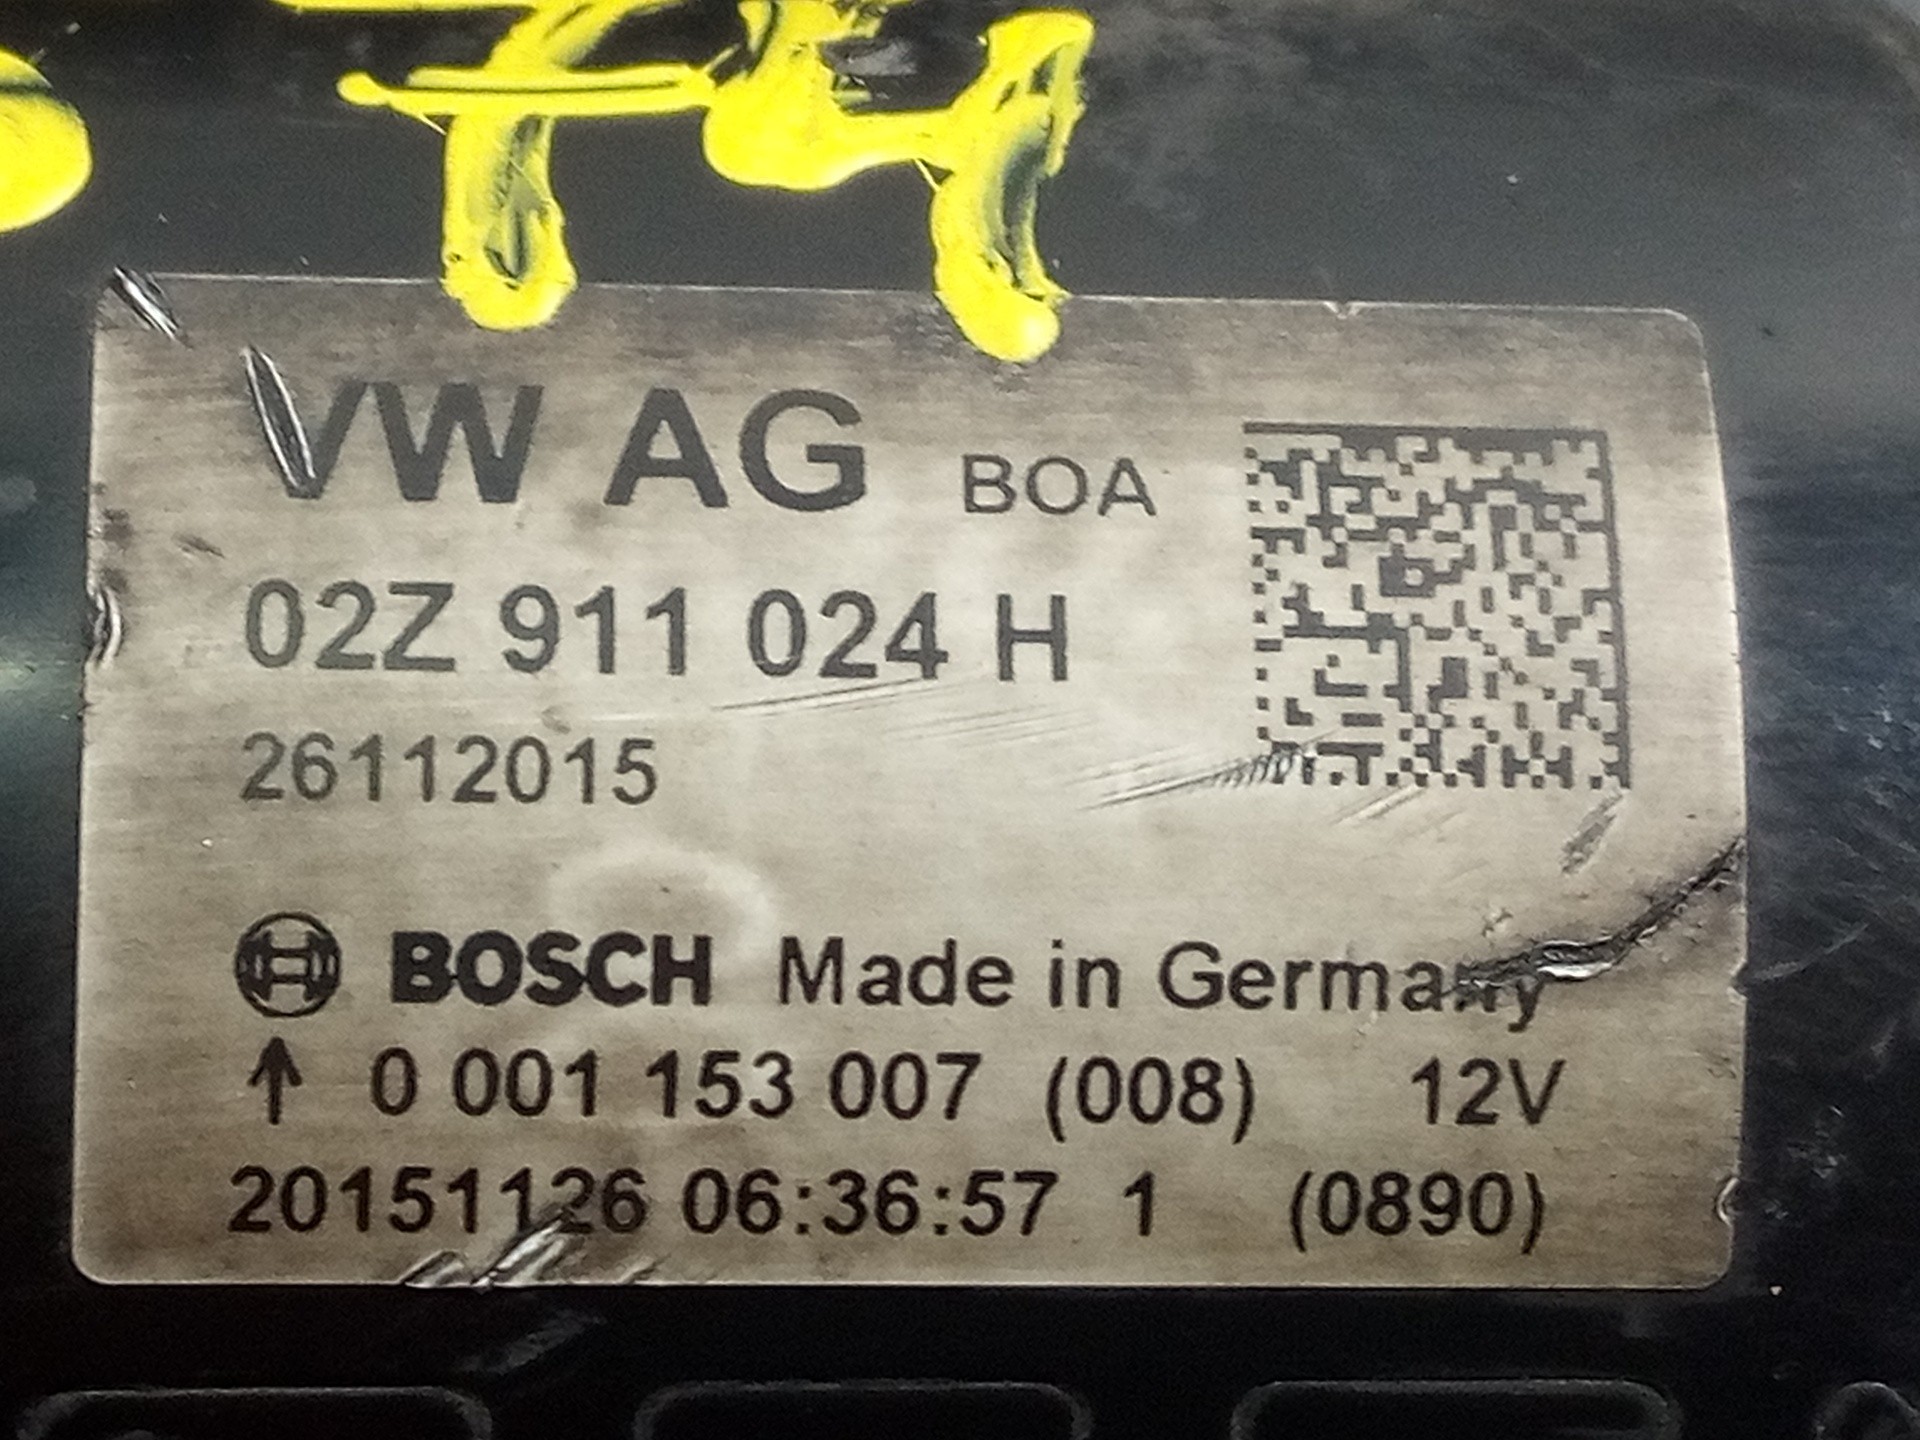 74
VW AG BOA
02Z 911 024 H
26112015
BOSCH Made in Germany
↑ 0 001 153 007 (008) 12V
20151126 06:36:57 1 (0890)